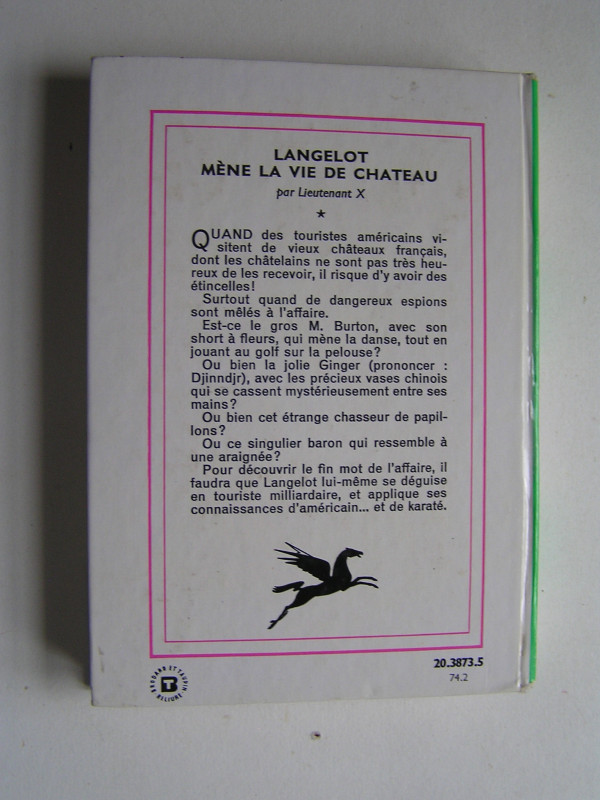 LANGELOT
MÈNE LA VIE DE CHATEAU
par Lieutenant X
★
QUAND des touristes américains vi-
sitent de vieux châteaux français,
dont les châtelains ne sont pas très heu-
reux de les recevoir, il risque d'y avoir des
étincelles!
Surtout quand de dangereux espions
sont mêlés à l'affaire.
Est-ce le gros M. Burton, avec son
short à fleurs, qui mène la danse, tout en
jouant au golf sur la pelouse?
Ou bien la jolie Ginger (prononcer :
Djinndjr), avec les précieux vases chinois
qui se cassent mystérieusement entre ses
mains?
Ou bien cet étrange chasseur de papil-
lons?
Ou ce singulier baron qui ressemble à
une araignée?
Pour découvrir le fin mot de l'affaire, il
faudra que Langelot lui-même se déguise
en touriste milliardaire, et applique ses
connaissances d'américain... et de karaté.
BRODARD ET TAUPIN
BT
RELIURE
20.3873.5
74.2